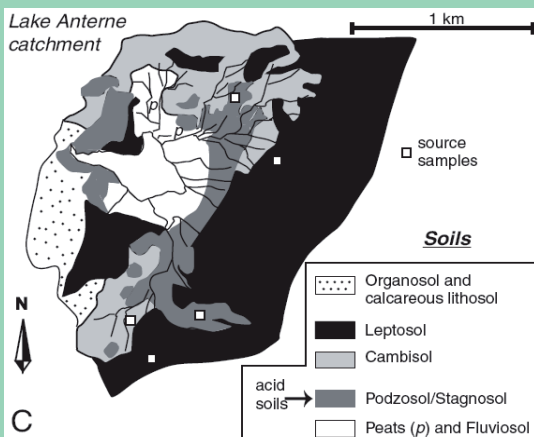 Lake Anterne
catchment
1 km
p
p
source
samples
Soils
Organosol and
calcareous lithosol
Leptosol
Cambisol
acid
soils
Podzosol/Stagnosol
Peats (p) and Fluviosol
N
C